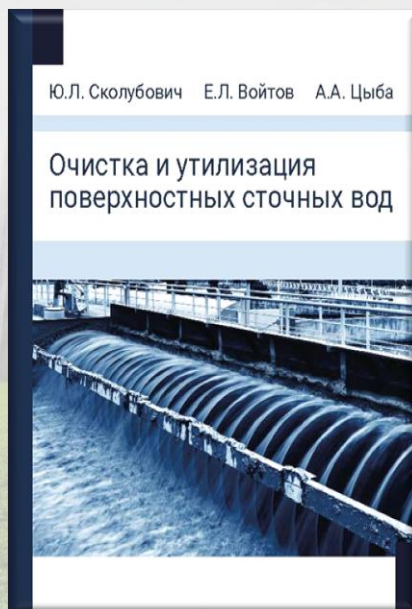 Ю.Л. Сколубович Е.Л. Войтов А.А. Цыба
Очистка и утилизация
поверхностных сточных вод